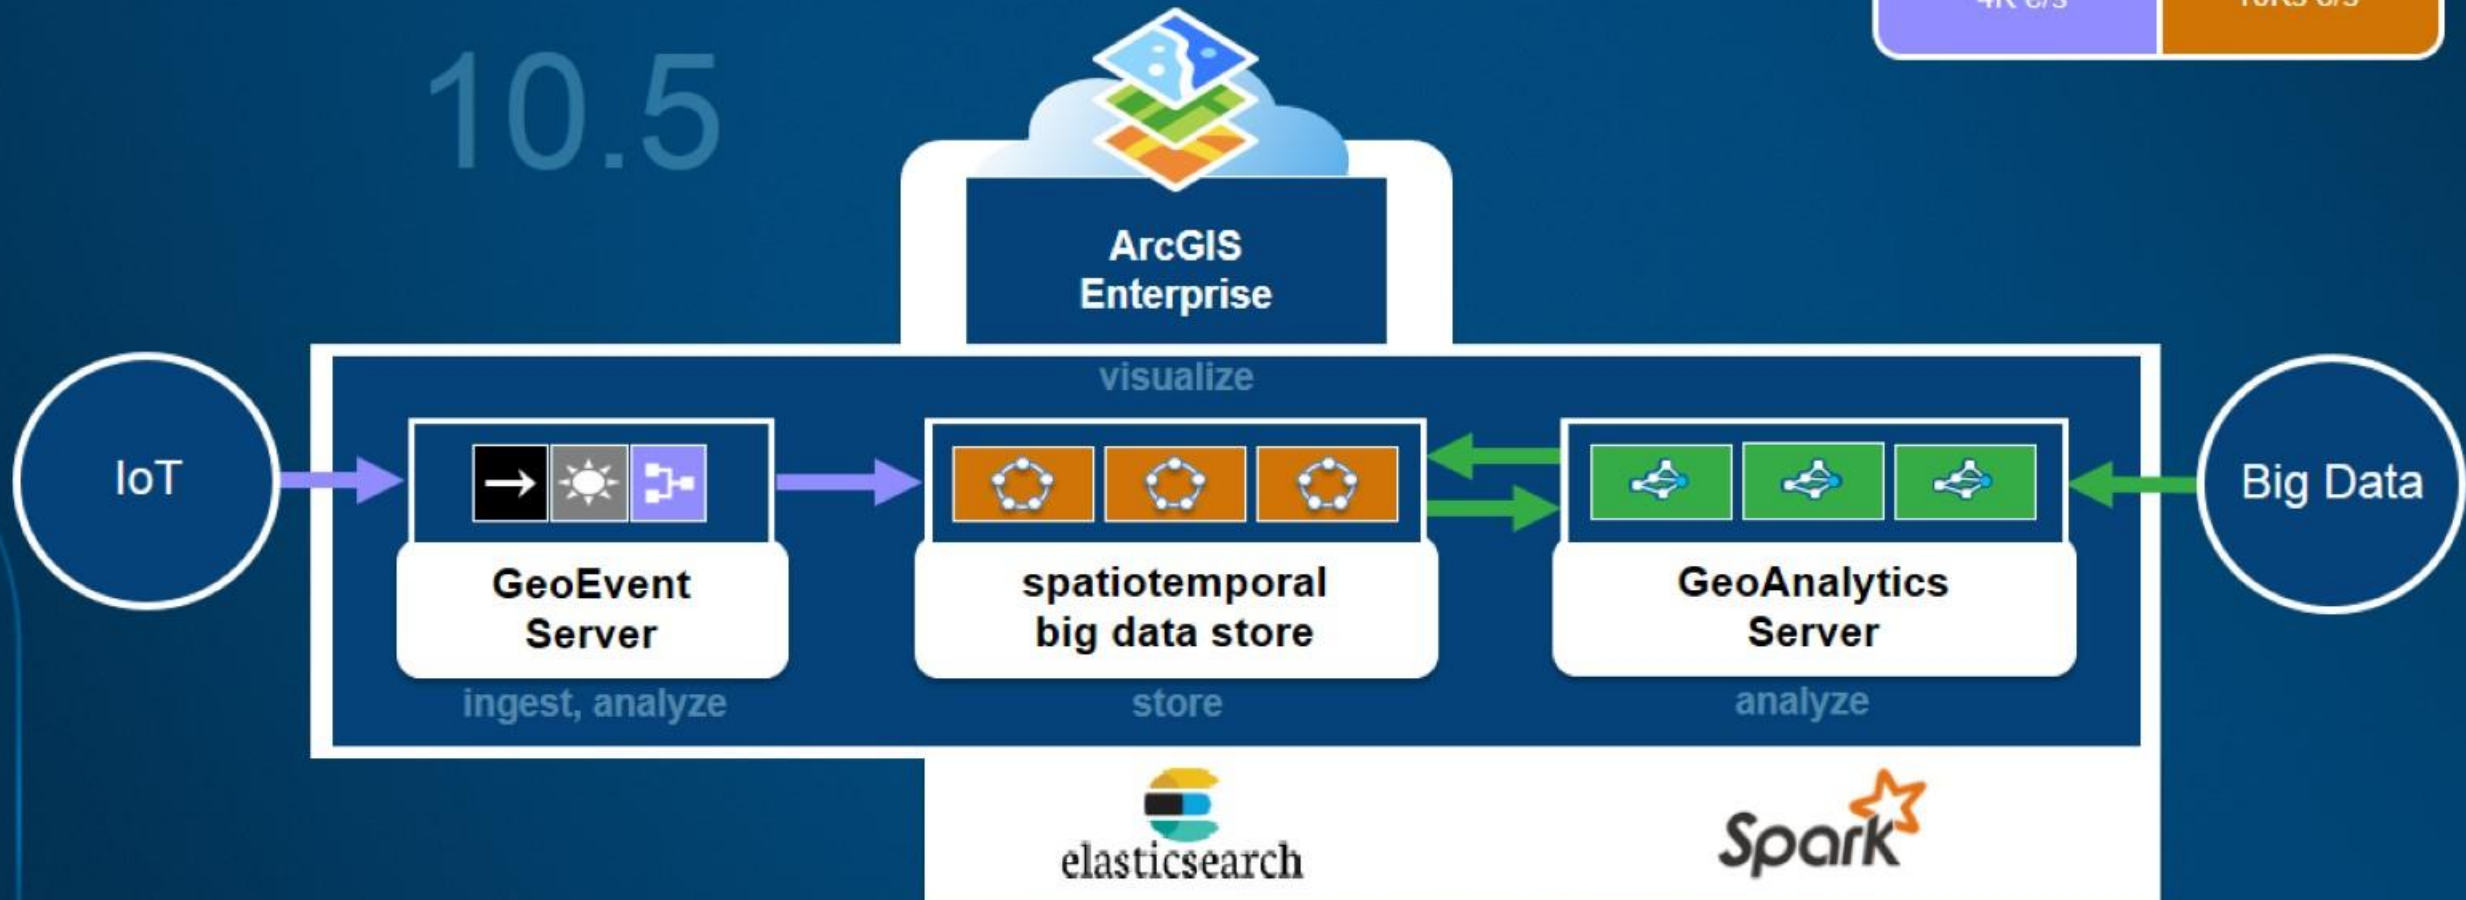 10.5
ArcGIS
Enterprise
visualize
IoT
GeoEvent
Server
ingest, analyze
spatiotemporal
big data store
store
GeoAnalytics
Server
analyze
Big Data
elasticsearch
Spark